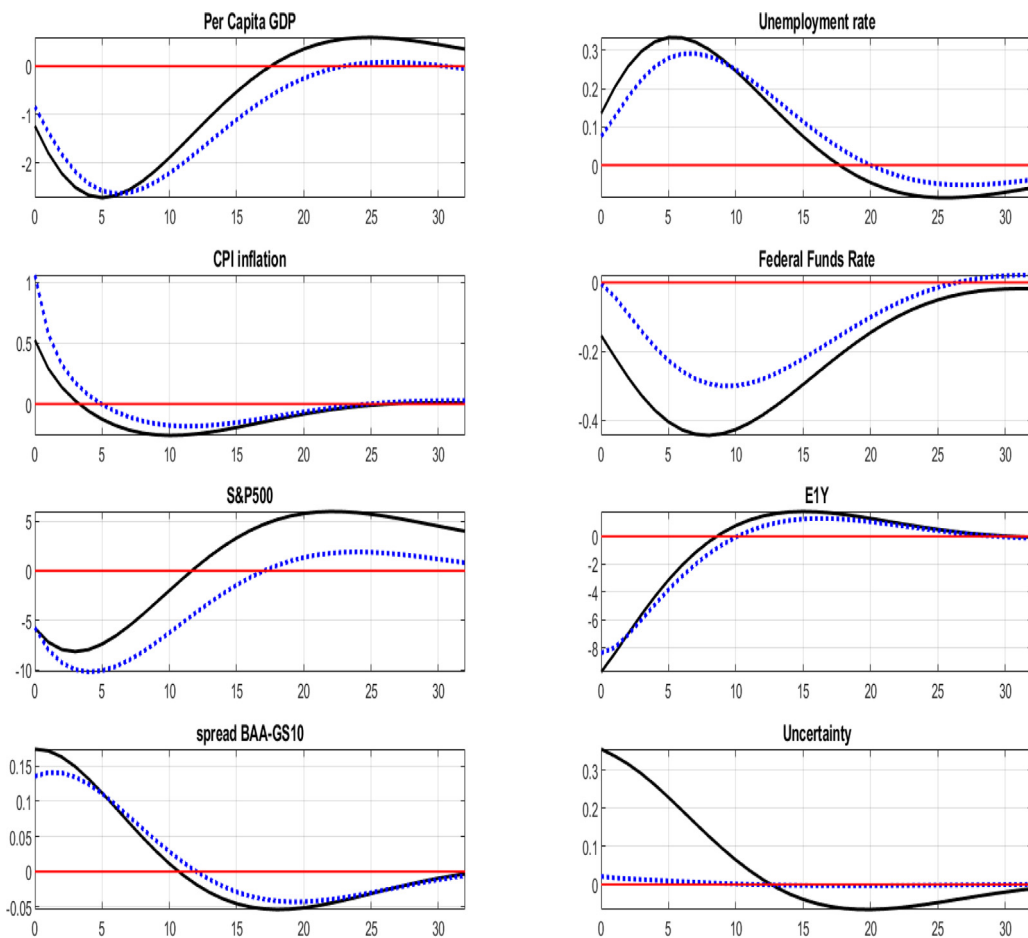 Per Capita GDP
0
-1
-2
0 5 10 15 20 25 30
Unemployment rate
0.3
0.2
0.1
0
0 5 10 15 20 25 30
CPI inflation
1
0.5
0
0 5 10 15 20 25 30
Federal Funds Rate
0
-0.2
-0.4
0 5 10 15 20 25 30
S&P500
5
0
-5
-10
0 5 10 15 20 25 30
E1Y
0
-2
-4
-6
-8
0 5 10 15 20 25 30
spread BAA-GS10
0.15
0.1
0.05
0
-0.05
0 5 10 15 20 25 30
Uncertainty
0.3
0.2
0.1
0
0 5 10 15 20 25 30